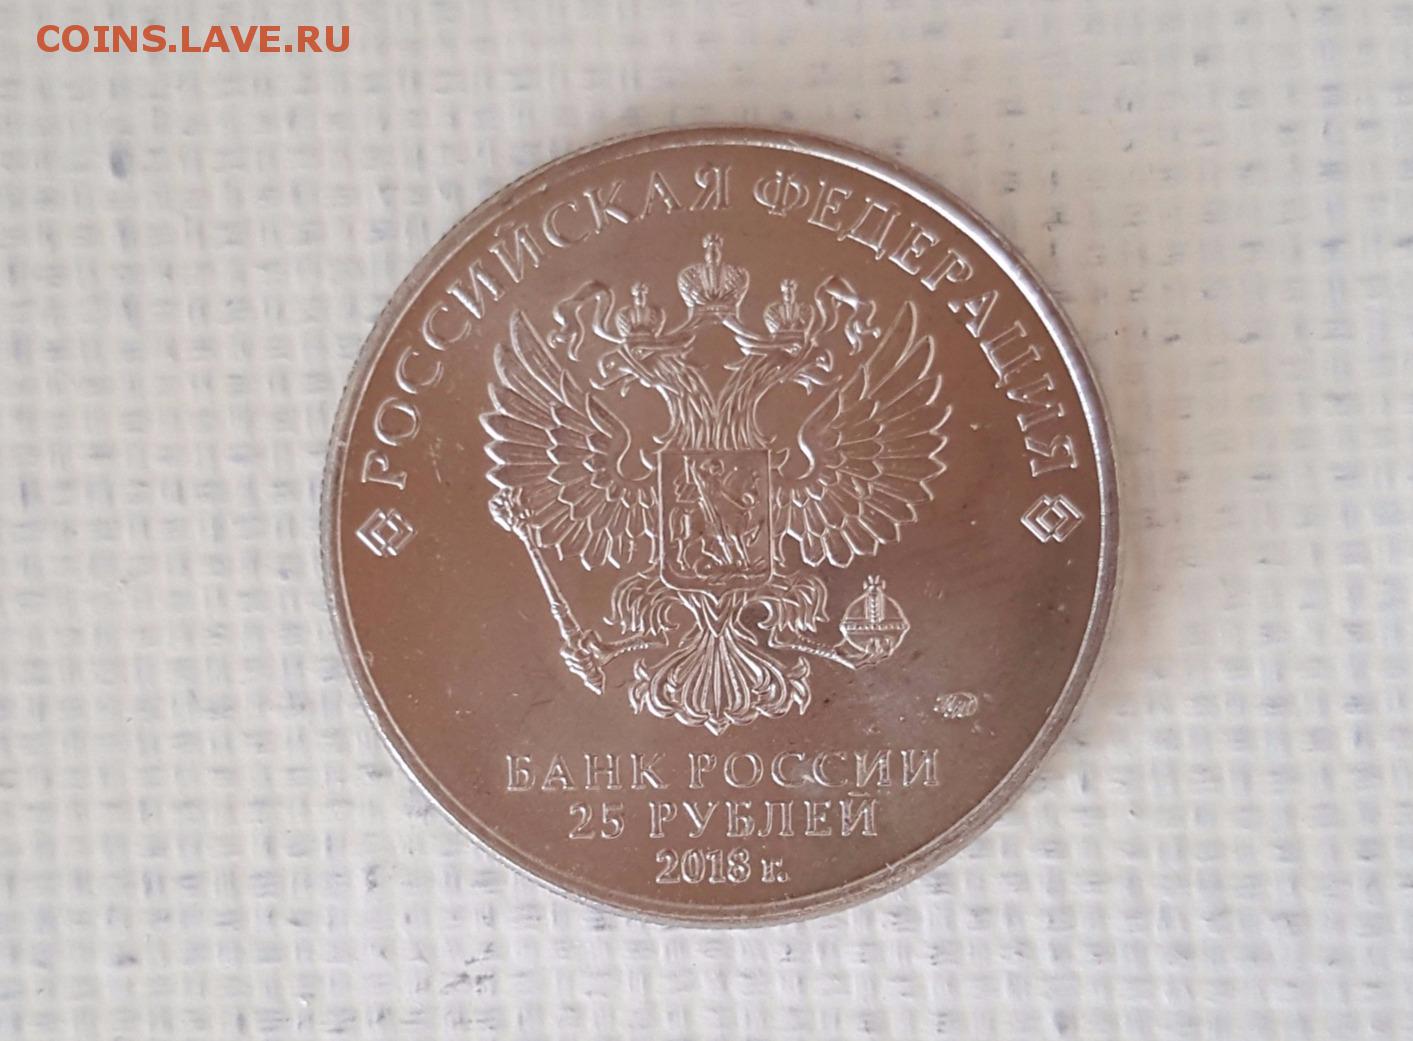 COINS.LAVE.RU
РОССИЙСКАЯ ФЕДЕРАЦИЯ
БАНК РОССИИ
25 РУБЛЕЙ
2018 г.